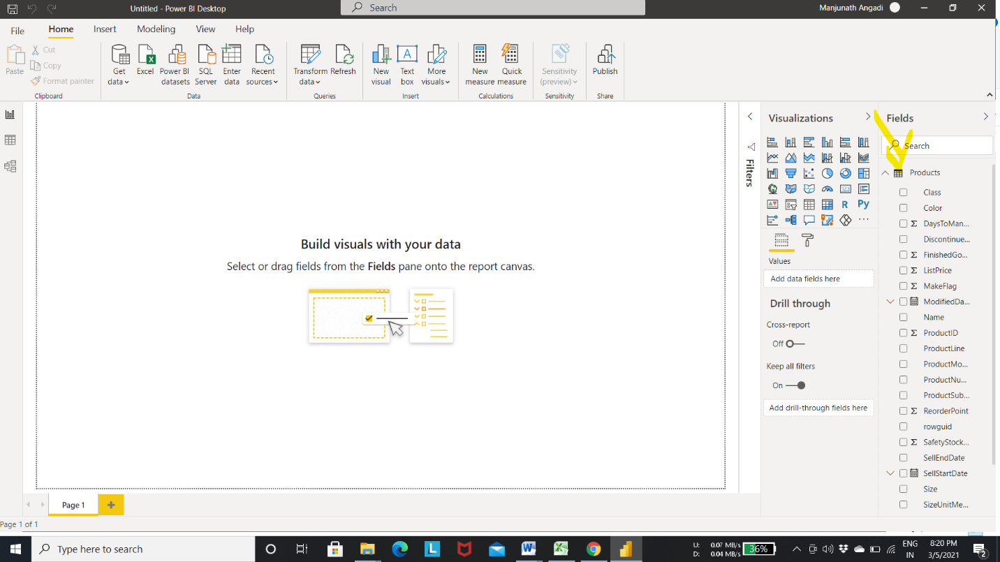 Untitled - Power BI Desktop
Search
Manjunath Angadi
File
Home
Insert
Modeling
View
Help
Paste
Cut
Copy
Format painter
Clipboard
Get data
Excel
Power BI datasets
SQL Server
Enter data
Recent sources
Data
Transform data
Refresh
Queries
New visual
Text box
More visuals
Insert
New measure
Quick measure
Calculations
Sensitivity (preview)
Sensitivity
Publish
Share
Build visuals with your data
Select or drag fields from the Fields pane onto the report canvas.
Filters
Visualizations
R
Py
123
Values
Add data fields here
Drill through
Cross-report
Off
Keep all filters
On
Add drill-through fields here
Fields
Search
Products
Class
Color
Σ DaysToMan...
Discontinue...
Σ FinishedGo...
Σ ListPrice
Σ MakeFlag
ModifiedDa...
Name
Σ ProductID
ProductLine
ProductMo...
ProductNu...
ProductSub...
Σ ReorderPoint
rowguid
Σ SafetyStock...
SellEndDate
SellStartDate
Size
SizeUnitMe...
Page 1
Page 1 of 1
Type here to search
U: 0.07 MB/s
D: 0.04 MB/s
36%
ENG
IN
8:20 PM
3/5/2021
2